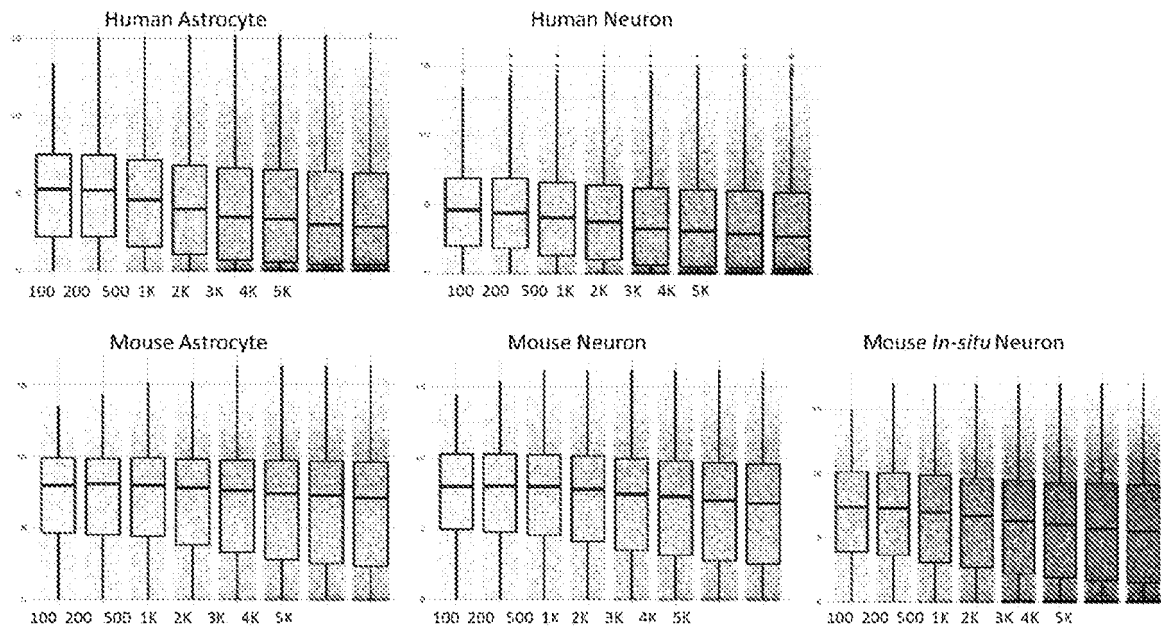 Human Astrocyte
Human Neuron
100 200 500 1K 2K 3K 4K 5K
100 200 500 1K 2K 3K 4K 5K
Mouse Astrocyte
Mouse Neuron
Mouse In-situ Neuron
100 200 500 1K 2K 3K 4K 5K
100 200 500 1K 2K 3K 4K 5K
100 200 500 1K 2K 3K 4K 5K